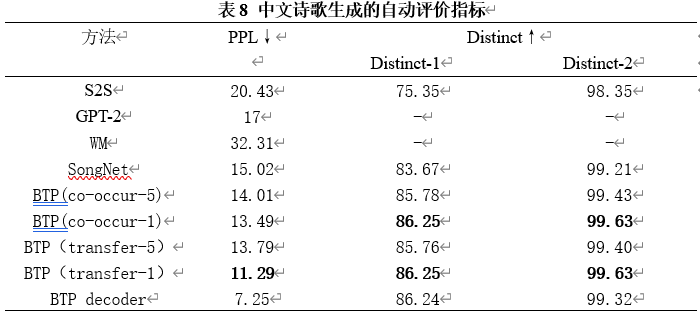 表 8 中文诗歌生成的自动评价指标
方法 PPL↓ Distinct↑
Distinct-1 Distinct-2
S2S 20.43 75.35 98.35
GPT-2 17 — —
WM 32.31 — —
SongNet 15.02 83.67 99.21
BTP(co-occur-5) 14.01 85.78 99.43
BTP(co-occur-1) 13.49 86.25 99.63
BTP（transfer-5） 13.79 85.76 99.40
BTP（transfer-1） 11.29 86.25 99.63
BTP decoder 7.25 86.24 99.32